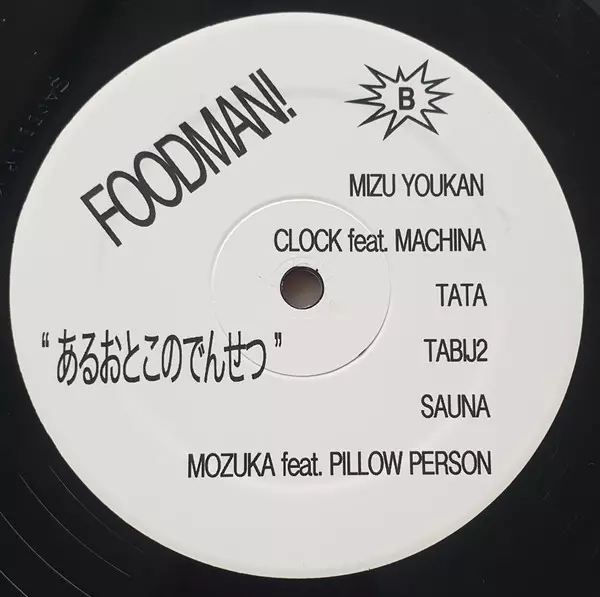 FOODMAN!
B
MIZU YOUKAN
CLOCK feat. MACHINA
TATA
TABIJ2
SAUNA
MOZUKA feat. PILLOW PERSON
“あるおとこのでんせつ”